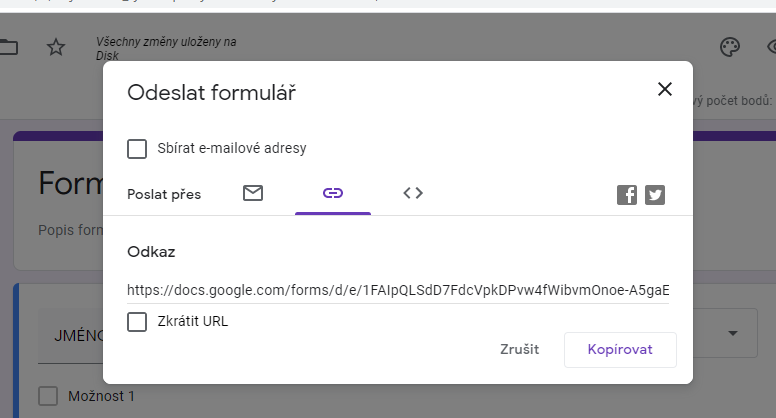 Všechny změny uloženy na
Disk
vý počet bodů:
Odeslat formulář
Sbírat e-mailové adresy
Poslat přes
Form
Popis form
Odkaz
https://docs.google.com/forms/d/e/1FAIpQLSdD7FdcVpkDPvw4fWibvmOnoe-A5gaE
Zkrátit URL
JMÉNO
Zrušit
Kopírovat
Možnost 1